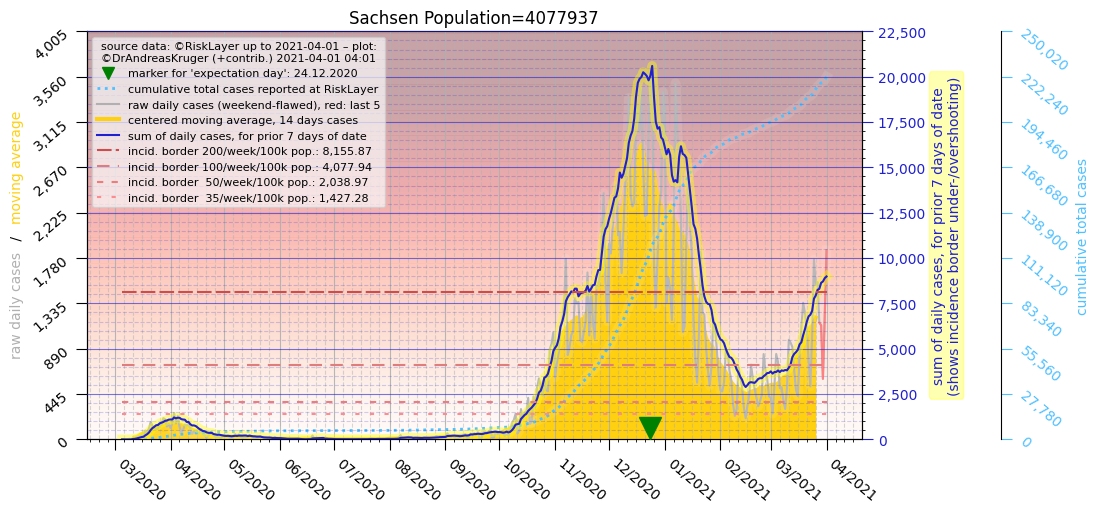 Sachsen Population=4077937
source data: ©RiskLayer up to 2021-04-01 – plot:
©DrAndreasKruger (+contrib.) 2021-04-01 04:01
marker for 'expectation day': 24.12.2020
cumulative total cases reported at RiskLayer
raw daily cases (weekend-flawed), red: last 5
centered moving average, 14 days cases
sum of daily cases, for prior 7 days of date
incid. border 200/week/100k pop.: 8,155.87
incid. border 100/week/100k pop.: 4,077.94
incid. border  50/week/100k pop.: 2,038.97
incid. border  35/week/100k pop.: 1,427.28
raw daily cases / moving average
4,005
3,560
3,115
2,670
2,225
1,780
1,335
890
445
0
03/2020
04/2020
05/2020
06/2020
07/2020
08/2020
09/2020
10/2020
11/2020
12/2020
01/2021
02/2021
03/2021
04/2021
22,500
20,000
17,500
15,000
12,500
10,000
7,500
5,000
2,500
0
sum of daily cases, for prior 7 days of date
(shows incidence border under-/overshooting)
250,020
222,240
194,460
166,680
138,900
111,120
83,340
55,560
27,780
0
cumulative total cases